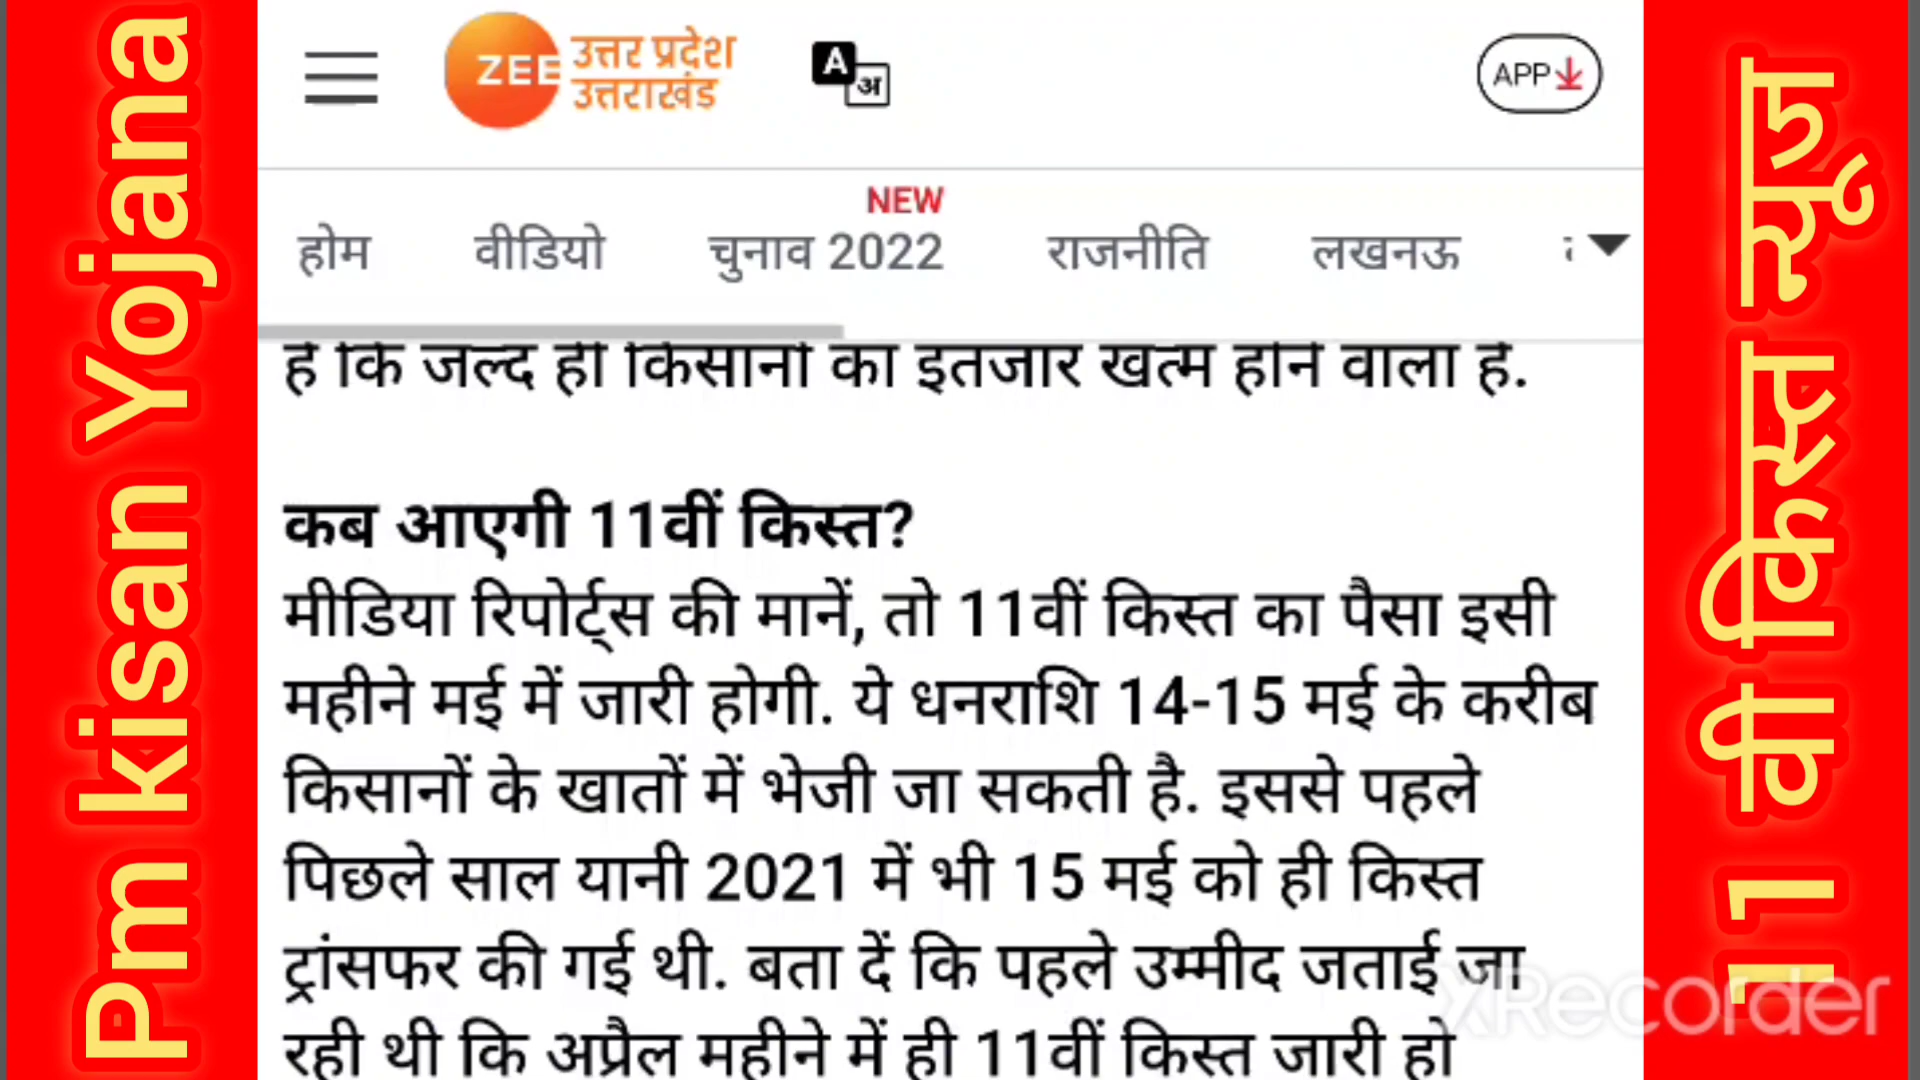 Pm kisan Yojana
ZEE उत्तर प्रदेश
उत्तराखंड
A अ
APP
NEW
होम वीडियो चुनाव 2022 राजनीति लखनऊ
है कि जल्द ही किसानों का इंतजार खत्म होने वाला है.
कब आएगी 11वीं किस्त?
मीडिया रिपोर्ट्स की मानें, तो 11वीं किस्त का पैसा इसी
महीने मई में जारी होगी. ये धनराशि 14-15 मई के करीब
किसानों के खातों में भेजी जा सकती है. इससे पहले
पिछले साल यानी 2021 में भी 15 मई को ही किस्त
ट्रांसफर की गई थी. बता दें कि पहले उम्मीद जताई जा
रही थी कि अप्रैल महीने में ही 11वीं किस्त जारी हो
11 वी किस्त न्यूज
XRecorder